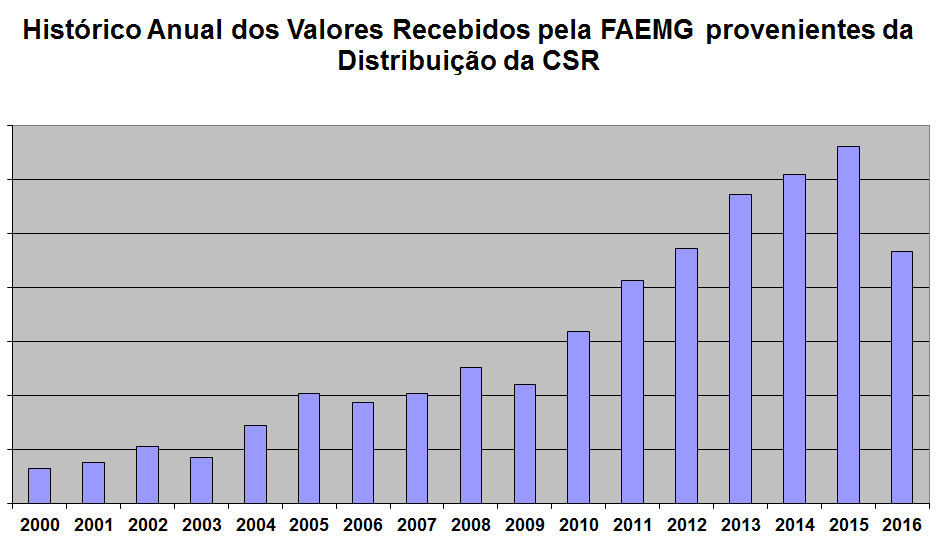 Histórico Anual dos Valores Recebidos pela FAEMG provenientes da
Distribuição da CSR
2000 2001 2002 2003 2004 2005 2006 2007 2008 2009 2010 2011 2012 2013 2014 2015 2016